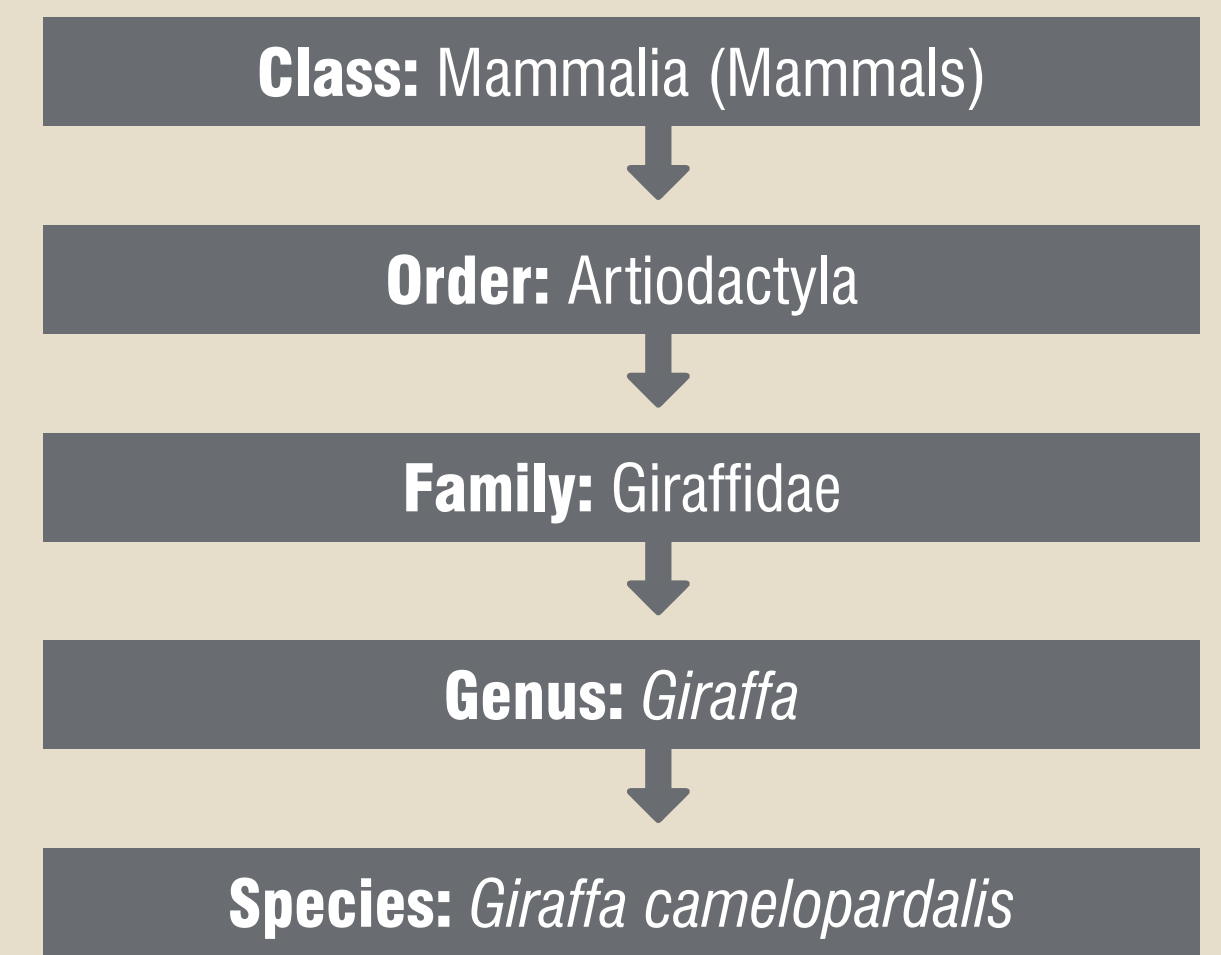 Class: Mammalia (Mammals)
Order: Artiodactyla
Family: Giraffidae
Genus: Giraffa
Species: Giraffa camelopardalis